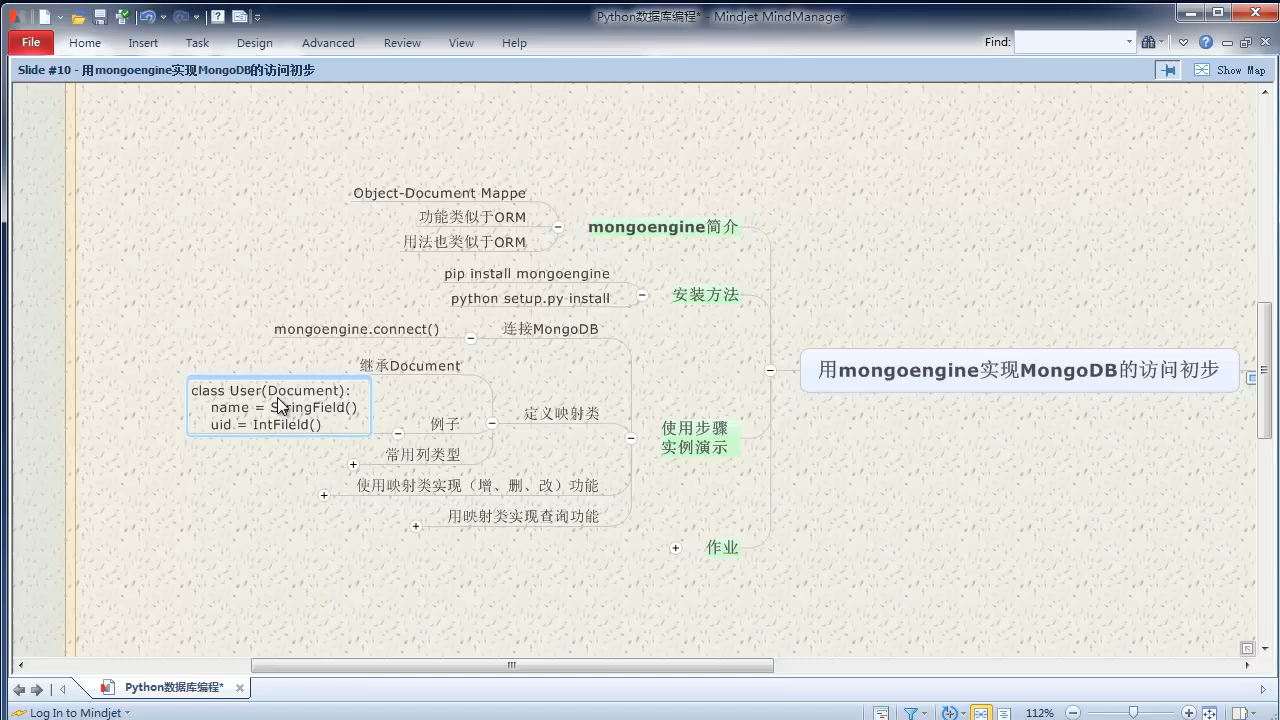 Python数据库编程* - Mindjet MindManager
File Home Insert Task Design Advanced Review View Help Find:
Slide #10 - 用mongoengine实现MongoDB的访问初步 Show Map
Object-Document Mappe
功能类似于ORM
用法也类似于ORM
mongoengine简介
pip install mongoengine
python setup.py install
安装方法
mongoengine.connect()
连接MongoDB
继承Document
class User(Document):
name = StringField()
uid = IntFileld()
例子
定义映射类
常用列类型
使用映射类实现（增、删、改）功能
用映射类实现查询功能
使用步骤
实例演示
作业
用mongoengine实现MongoDB的访问初步
Python数据库编程*
Log In to Mindjet
112%